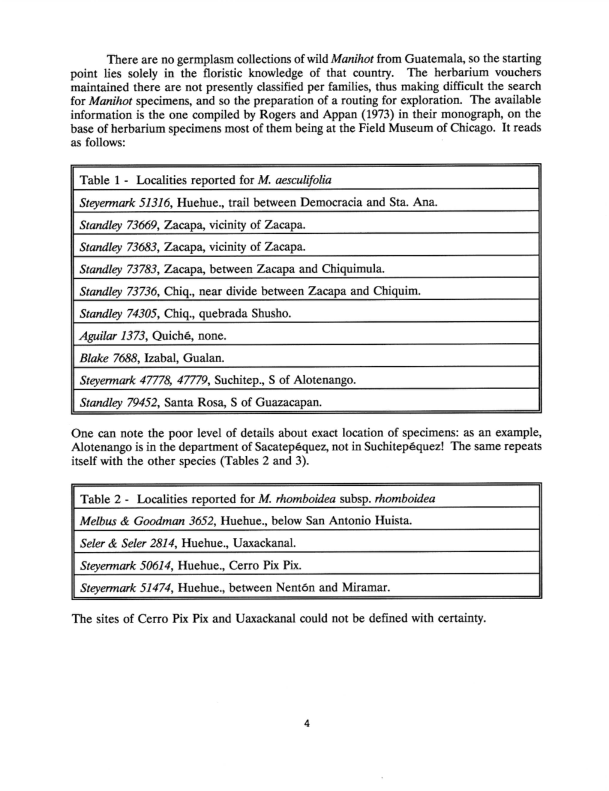 There are no germplasm collections of wild Manihot from Guatemala, so the starting
point lies solely in the floristic knowledge of that country. The herbarium vouchers
maintained there are not presently classified per families, thus making difficult the search
for Manihot specimens, and so the preparation of a routing for exploration. The available
information is the one compiled by Rogers and Appan (1973) in their monograph, on the
base of herbarium specimens most of them being at the Field Museum of Chicago. It reads
as follows:
Table 1 - Localities reported for M. aesculifolia
Steyermark 51316, Huehue., trail between Democracia and Sta. Ana.
Standley 73669, Zacapa, vicinity of Zacapa.
Standley 73683, Zacapa, vicinity of Zacapa.
Standley 73783, Zacapa, between Zacapa and Chiquimula.
Standley 73736, Chiq., near divide between Zacapa and Chiquim.
Standley 74305, Chiq., quebrada Shusho.
Aguilar 1373, Quiché, none.
Blake 7688, Izabal, Gualan.
Steyermark 47778, 47779, Suchitep., S of Alotenango.
Standley 79452, Santa Rosa, S of Guazacapan.
One can note the poor level of details about exact location of specimens: as an example,
Alotenango is in the department of Sacatepéquez, not in Suchitepéquez! The same repeats
itself with the other species (Tables 2 and 3).
Table 2 - Localities reported for M. rhomboidea subsp. rhomboidea
Melbus & Goodman 3652, Huehue., below San Antonio Huista.
Seler & Seler 2814, Huehue., Uaxackanal.
Steyermark 50614, Huehue., Cerro Pix Pix.
Steyermark 51474, Huehue., between Nentón and Miramar.
The sites of Cerro Pix Pix and Uaxackanal could not be defined with certainty.
4